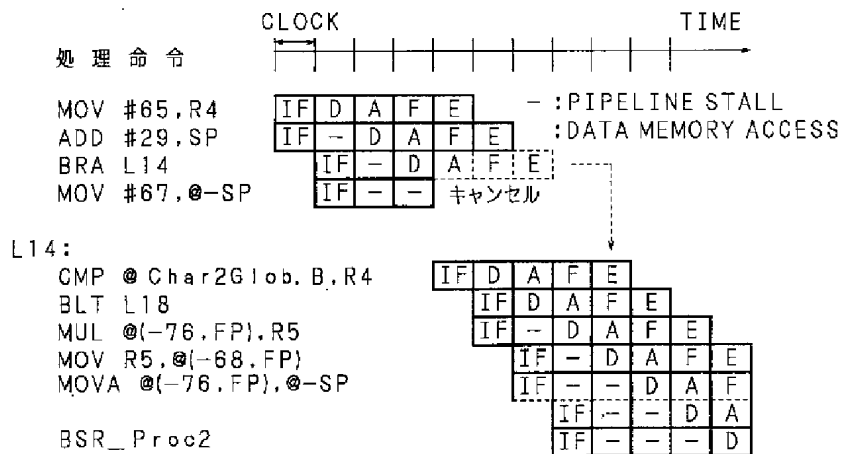 CLOCK TIME
処理命令
MOV #65,R4 IF D A F E - :PIPELINE STALL
ADD #29,SP IF - D A F E :DATA MEMORY ACCESS
BRA L14 IF - D A F E
MOV #67,@-SP IF - - キャンセル
L14:
CMP @Char2Glob.B,R4 IF D A F E
BLT L18 IF D A F E
MUL @(-76,FP),R5 IF - D A F E
MOV R5,@(-68,FP) IF - D A F E
MOVA @(-76,FP),@-SP IF - - D A F
IF - - D A
BSR_Proc2 IF - - - D